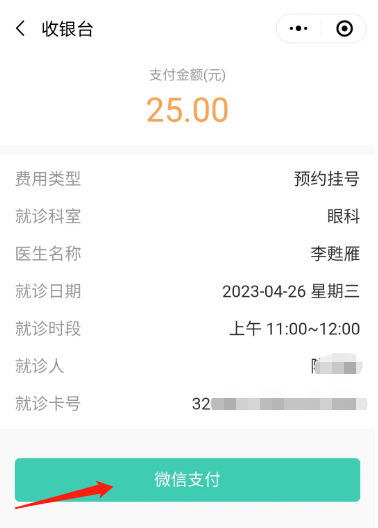 收银台
支付金额(元)
25.00
费用类型 预约挂号
就诊科室 眼科
医生名称 李甦雁
就诊日期 2023-04-26 星期三
就诊时段 上午 11:00~12:00
就诊人
就诊卡号 32
微信支付